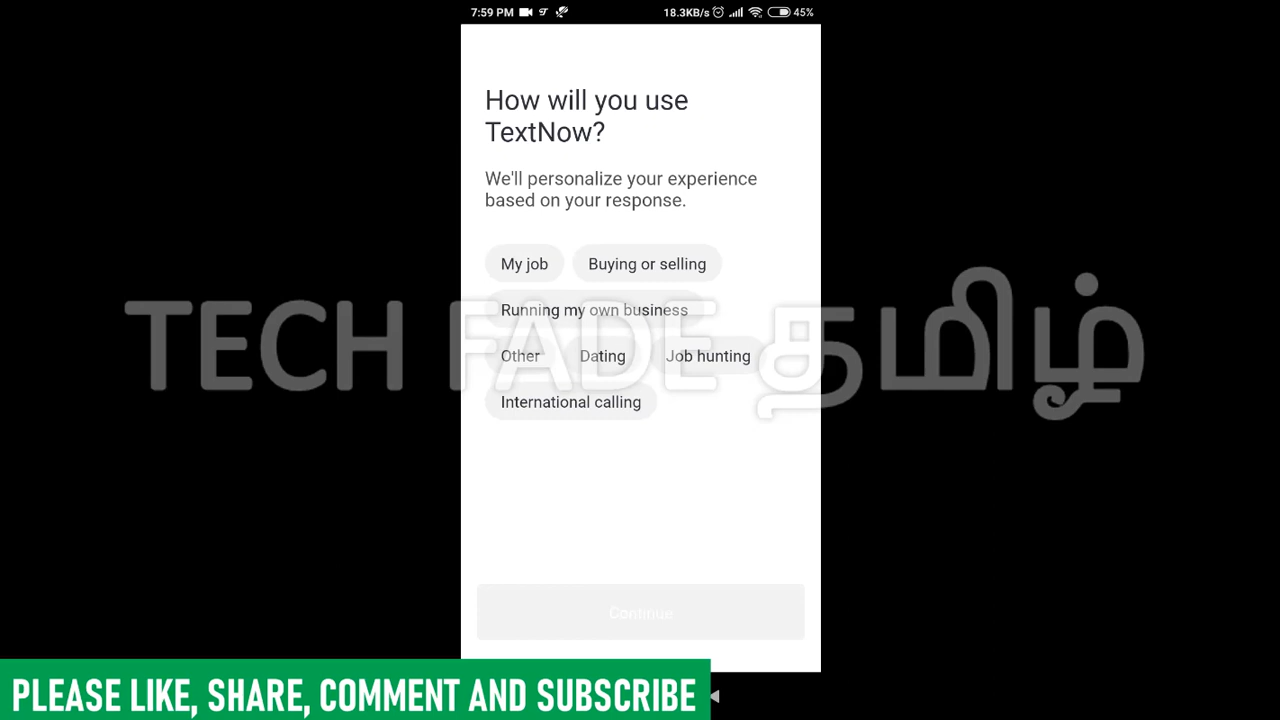 7:59 PM
18.3KB/s
45%
How will you use
TextNow?
We'll personalize your experience
based on your response.
My job
Buying or selling
Running my own business
Other
Dating
Job hunting
International calling
TECH FADE தமிழ்
Continue
PLEASE LIKE, SHARE, COMMENT AND SUBSCRIBE